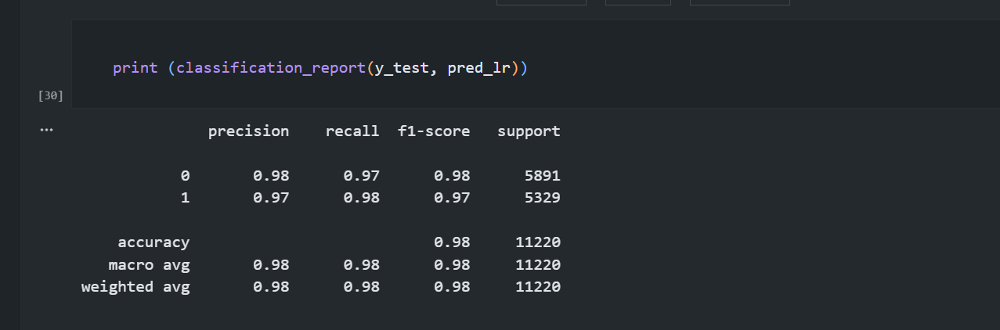 print (classification_report(y_test, pred_lr))
[30]
...
precision recall f1-score support
0 0.98 0.97 0.98 5891
1 0.97 0.98 0.97 5329
accuracy 0.98 11220
macro avg 0.98 0.98 0.98 11220
weighted avg 0.98 0.98 0.98 11220